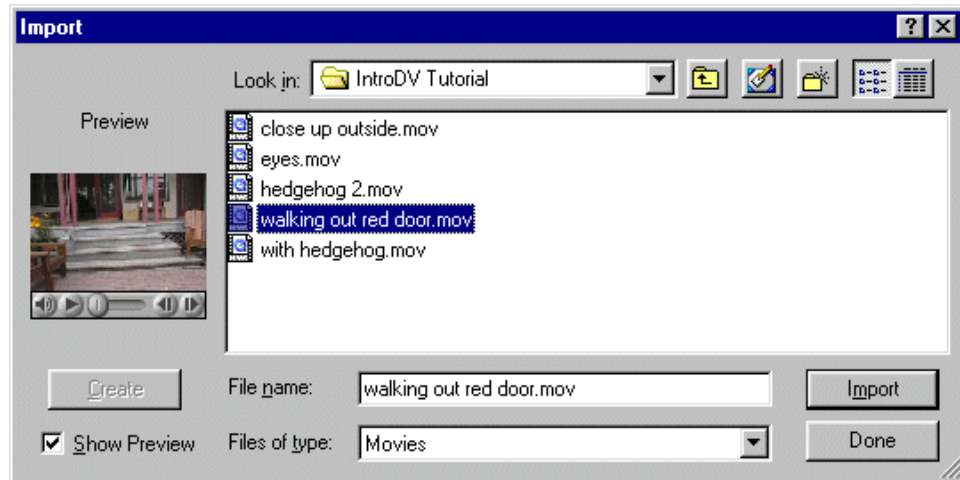 Import
Look in: IntroDV Tutorial
Preview
close up outside.mov
eyes.mov
hedgehog 2.mov
walking out red door.mov
with hedgehog.mov
Create
File name: walking out red door.mov
Import
Show Preview
Files of type: Movies
Done